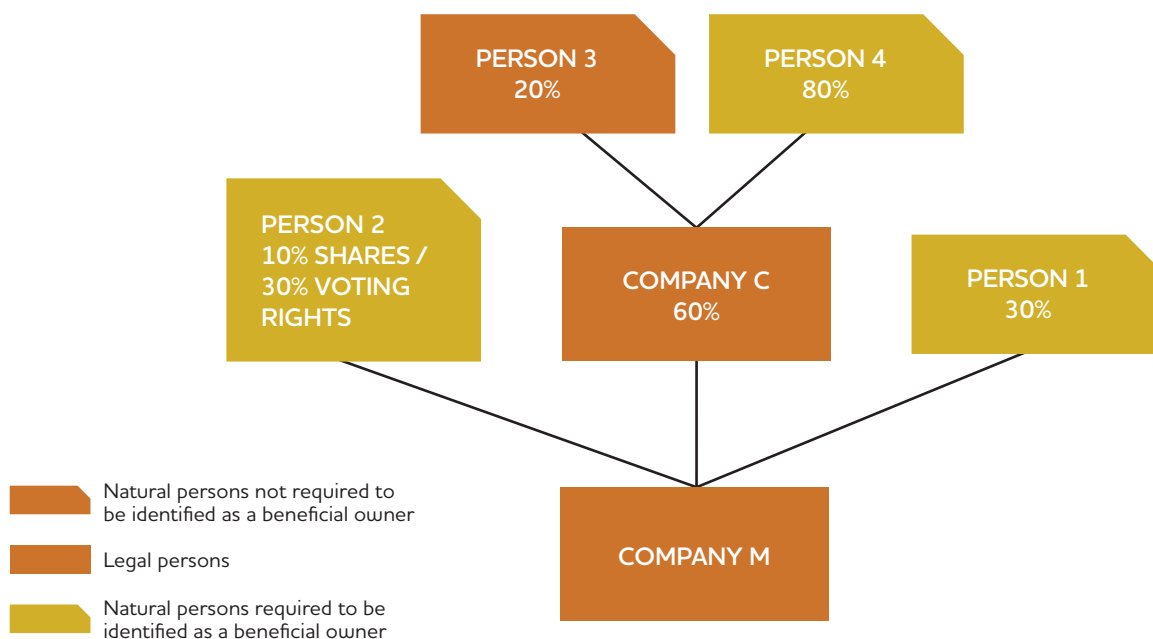 PERSON 3
20%
PERSON 4
80%
PERSON 2
10% SHARES /
30% VOTING
RIGHTS
COMPANY C
60%
PERSON 1
30%
Natural persons not required to
be identified as a beneficial owner
Legal persons
Natural persons required to be
identified as a beneficial owner
COMPANY M